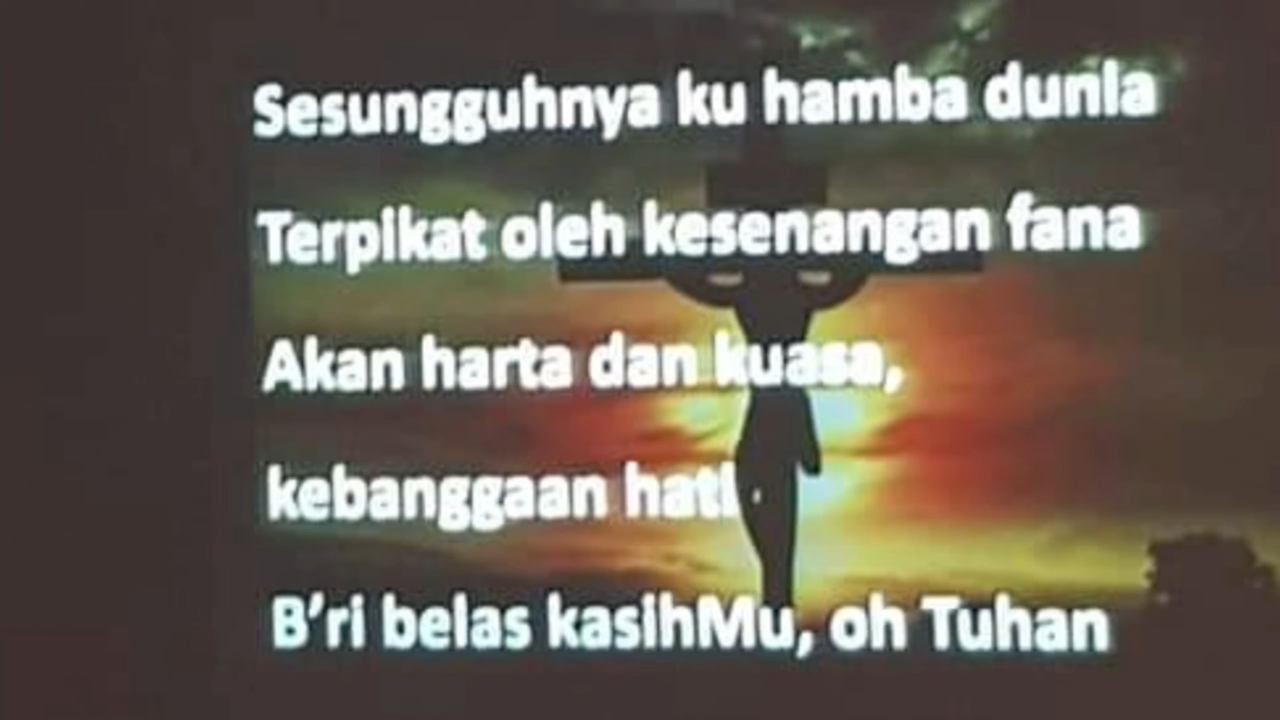 Sesungguhnya ku hamba dunia
Terpikat oleh kesenangan fana
Akan harta dan kuasa,
kebanggaan hati
B'ri belas kasihMu, oh Tuhan